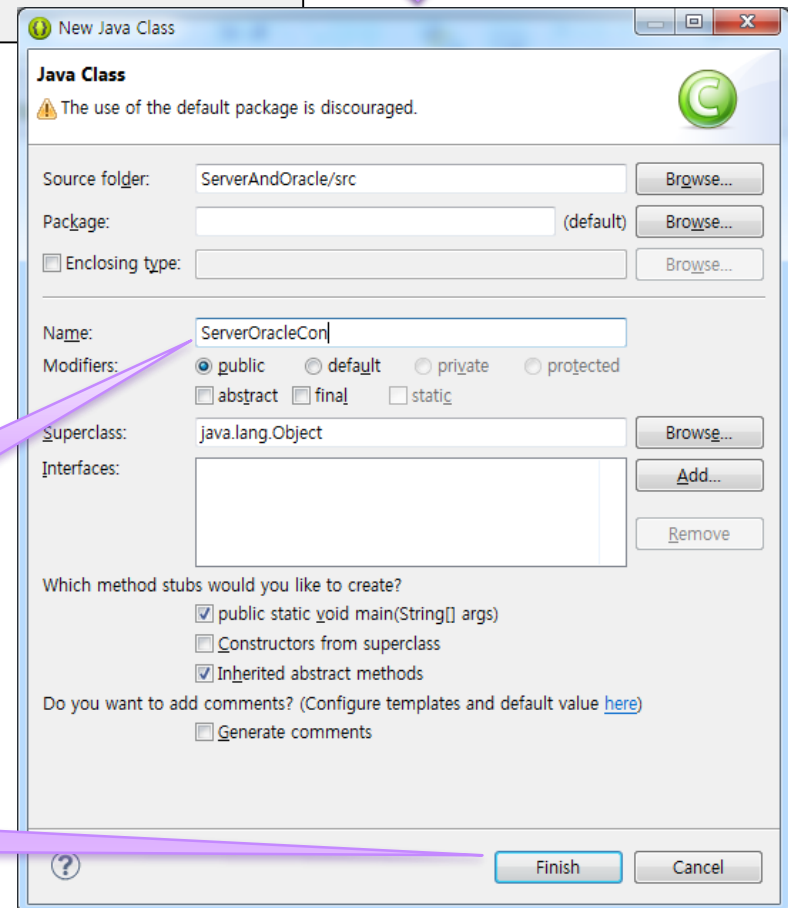 New Java Class
Java Class
The use of the default package is discouraged.
Source folder: ServerAndOracle/src Browse...
Package: (default) Browse...
Enclosing type: Browse...
Name: ServerOracleCon
Modifiers: public default private protected
abstract final static
Superclass: java.lang.Object Browse...
Interfaces: Add...
Remove
Which method stubs would you like to create?
public static void main(String[] args)
Constructors from superclass
Inherited abstract methods
Do you want to add comments? (Configure templates and default value here)
Generate comments
? Finish Cancel